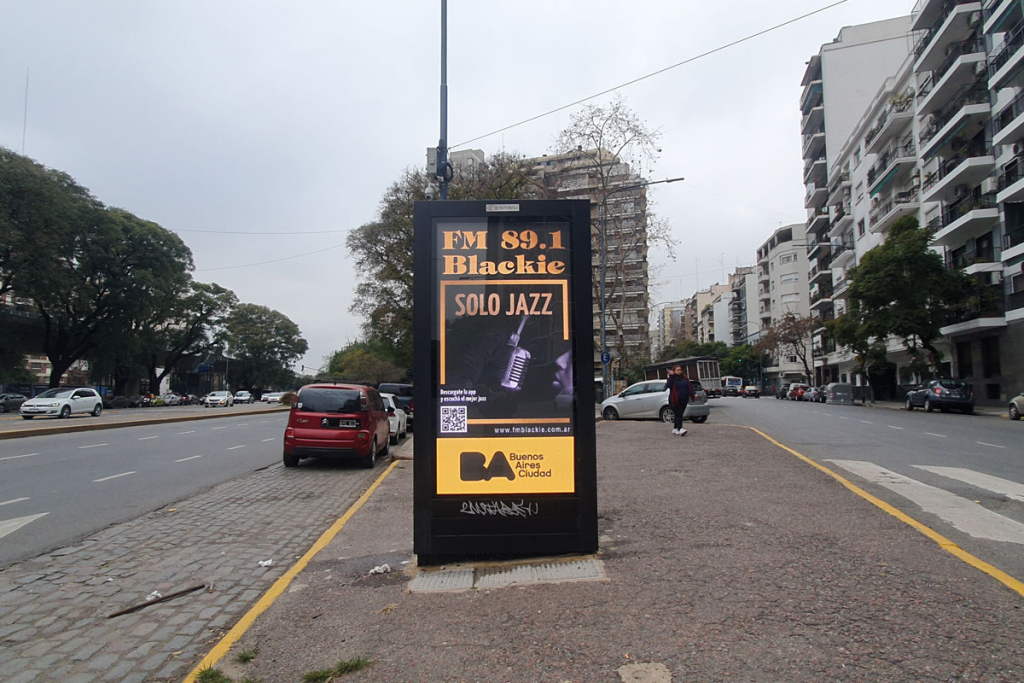 FM 89.1
Blackie
SOLO JAZZ
Descargate la app
y escuchá el mejor jazz
www.fmblackie.com.ar
BA
Buenos
Aires
Ciudad